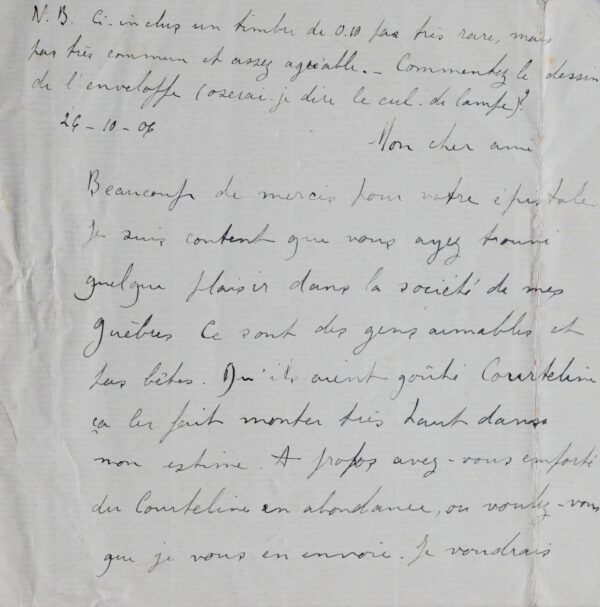 N.B. Ci-inclus un timbre de 0.10 pas très rare, mais
pas très commun et assez agréable. - Commentez le dessin
de l'enveloppe (oserai-je dire le cul-de lampe)?
26-10-06
Mon cher ami
Beaucoup de mercis pour votre épistole
Je suis content que vous ayez trouvé
quelque plaisir dans la société de mes
Guèbres Ce sont des gens aimables et
pas bêtes. Qu'ils aient goûté Courteline
ça les fait monter très haut dans
mon estime. A propos avez-vous emporté
du Courteline en abondance, ou voulez-vous
que je vous en envoie. Je voudrais